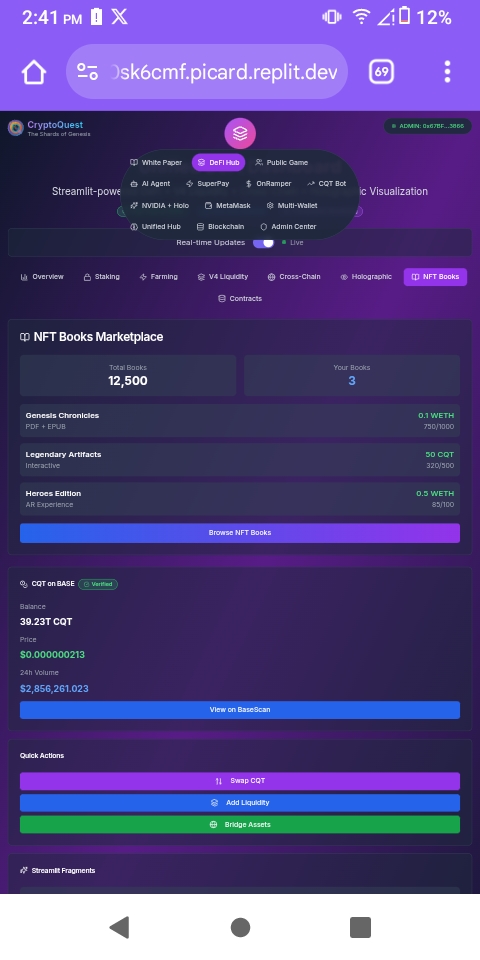 2:41 PM 12%
0sk6cmf.picard.replit.dev 69
CryptoQuest
The Shards of Genesis
ADMIN: 0x67BF...3866
White Paper DeFi Hub Public Game
AI Agent SuperPay OnRamper CQT Bot
Streamlit-powe ic Visualization
NVIDIA + Holo MetaMask Multi-Wallet
Unified Hub Blockchain Admin Center
Real-time Updates Live
Overview Staking Farming V4 Liquidity Cross-Chain Holographic NFT Books
Contracts
NFT Books Marketplace
Total Books Your Books
12,500 3
Genesis Chronicles 0.1 WETH
PDF + EPUB 750/1000
Legendary Artifacts 50 CQT
Interactive 320/500
Heroes Edition 0.5 WETH
AR Experience 85/100
Browse NFT Books
CQT on BASE Verified
Balance
39.23T CQT
Price
$0.000000213
24h Volume
$2,856,261.023
View on BaseScan
Quick Actions
Swap CQT
Add Liquidity
Bridge Assets
Streamlit Fragments